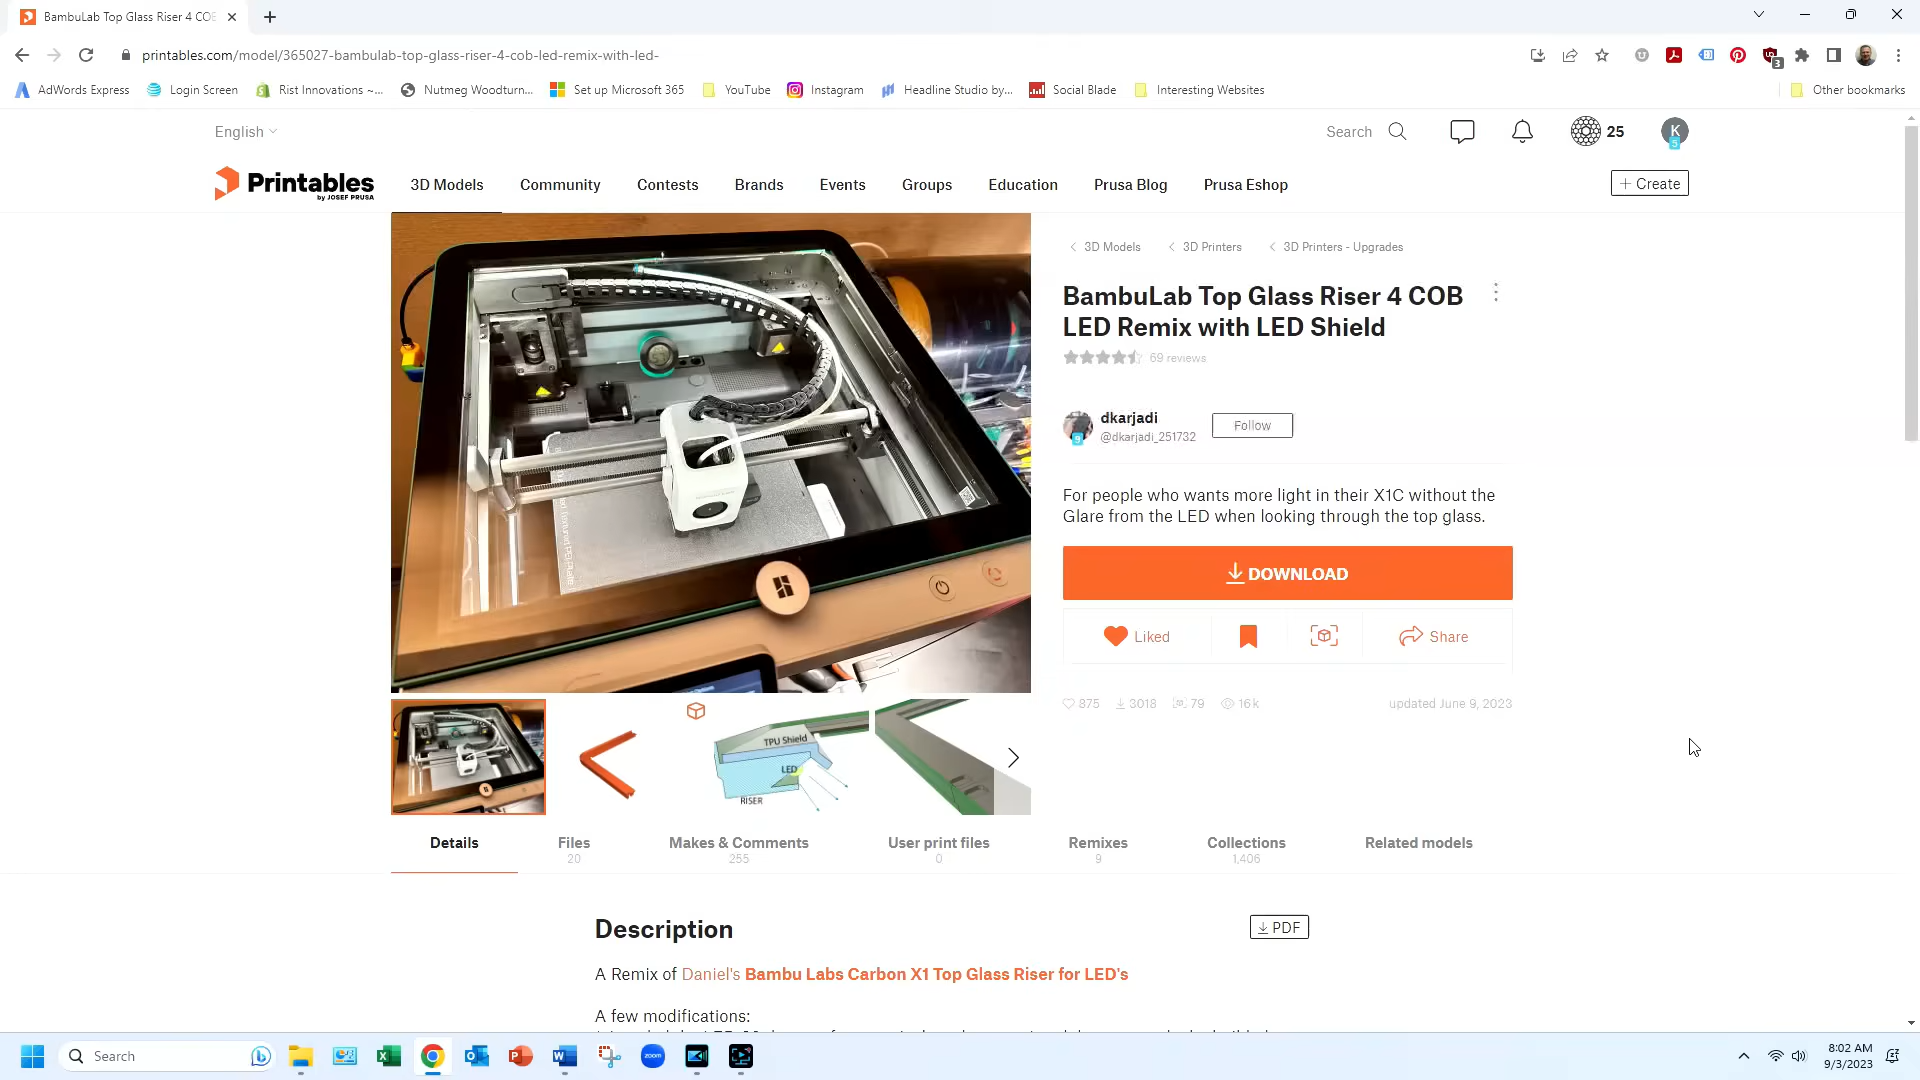 BambuLab Top Glass Riser 4 COB
printables.com/model/365027-bambulab-top-glass-riser-4-cob-led-remix-with-led-
3
AdWords Express
Login Screen
Rist Innovations ~...
Nutmeg Woodturn...
Set up Microsoft 365
YouTube
Instagram
Headline Studio by...
Social Blade
Interesting Websites
Other bookmarks
English
Search
25
K
5
Printables
by JOSEF PRUSA
3D Models
Community
Contests
Brands
Events
Groups
Education
Prusa Blog
Prusa Eshop
+ Create
3D Models
3D Printers
3D Printers - Upgrades
BambuLab Top Glass Riser 4 COB
LED Remix with LED Shield
69 reviews
dkarjadi
@dkarjadi_251732
Follow
For people who wants more light in their X1C without the
Glare from the LED when looking through the top glass.
DOWNLOAD
Liked
Share
875
3018
79
16k
updated June 9, 2023
TPU Shield
LED
RISER
Details
Files
20
Makes & Comments
255
User print files
0
Remixes
9
Collections
1,406
Related models
Description
PDF
A Remix of Daniel's Bambu Labs Carbon X1 Top Glass Riser for LED's
A few modifications:
Search
zoom
8:02 AM
9/3/2023